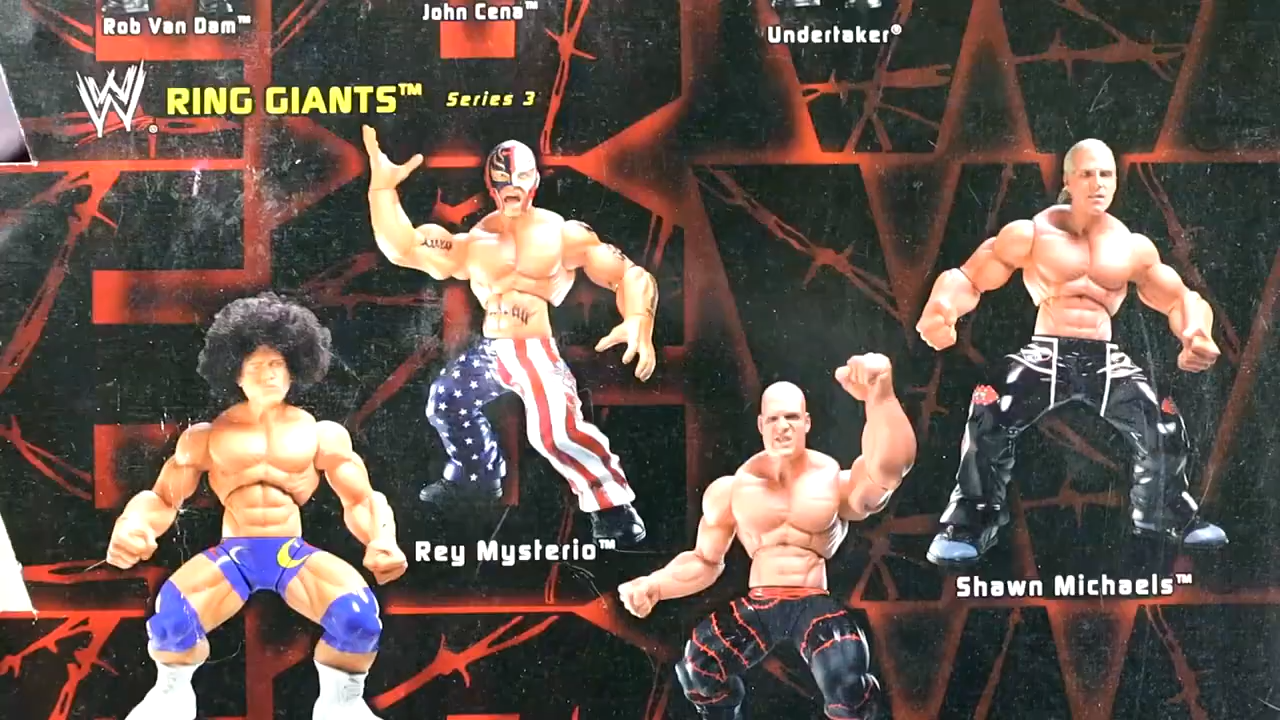 Rob Van Dam™
John Cena™
Undertaker®
W® RING GIANTS™ Series 3
Rey Mysterio™
Shawn Michaels™